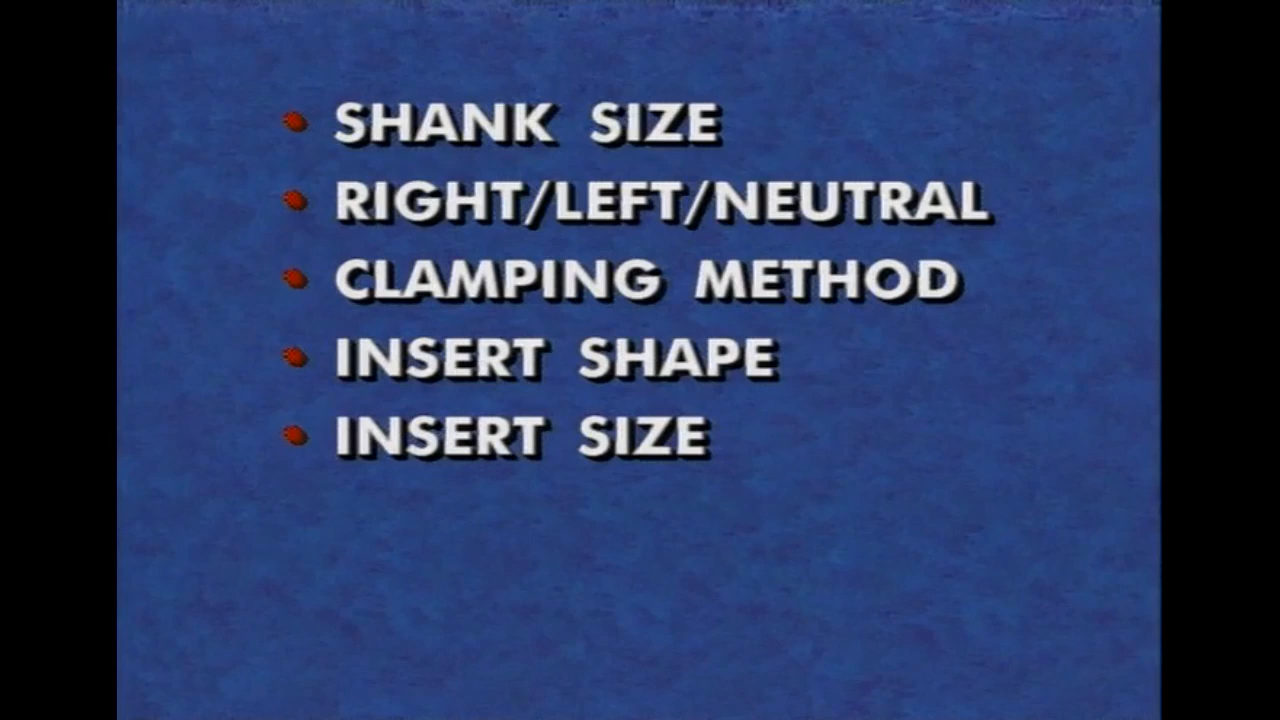 SHANK SIZE
RIGHT/LEFT/NEUTRAL
CLAMPING METHOD
INSERT SHAPE
INSERT SIZE